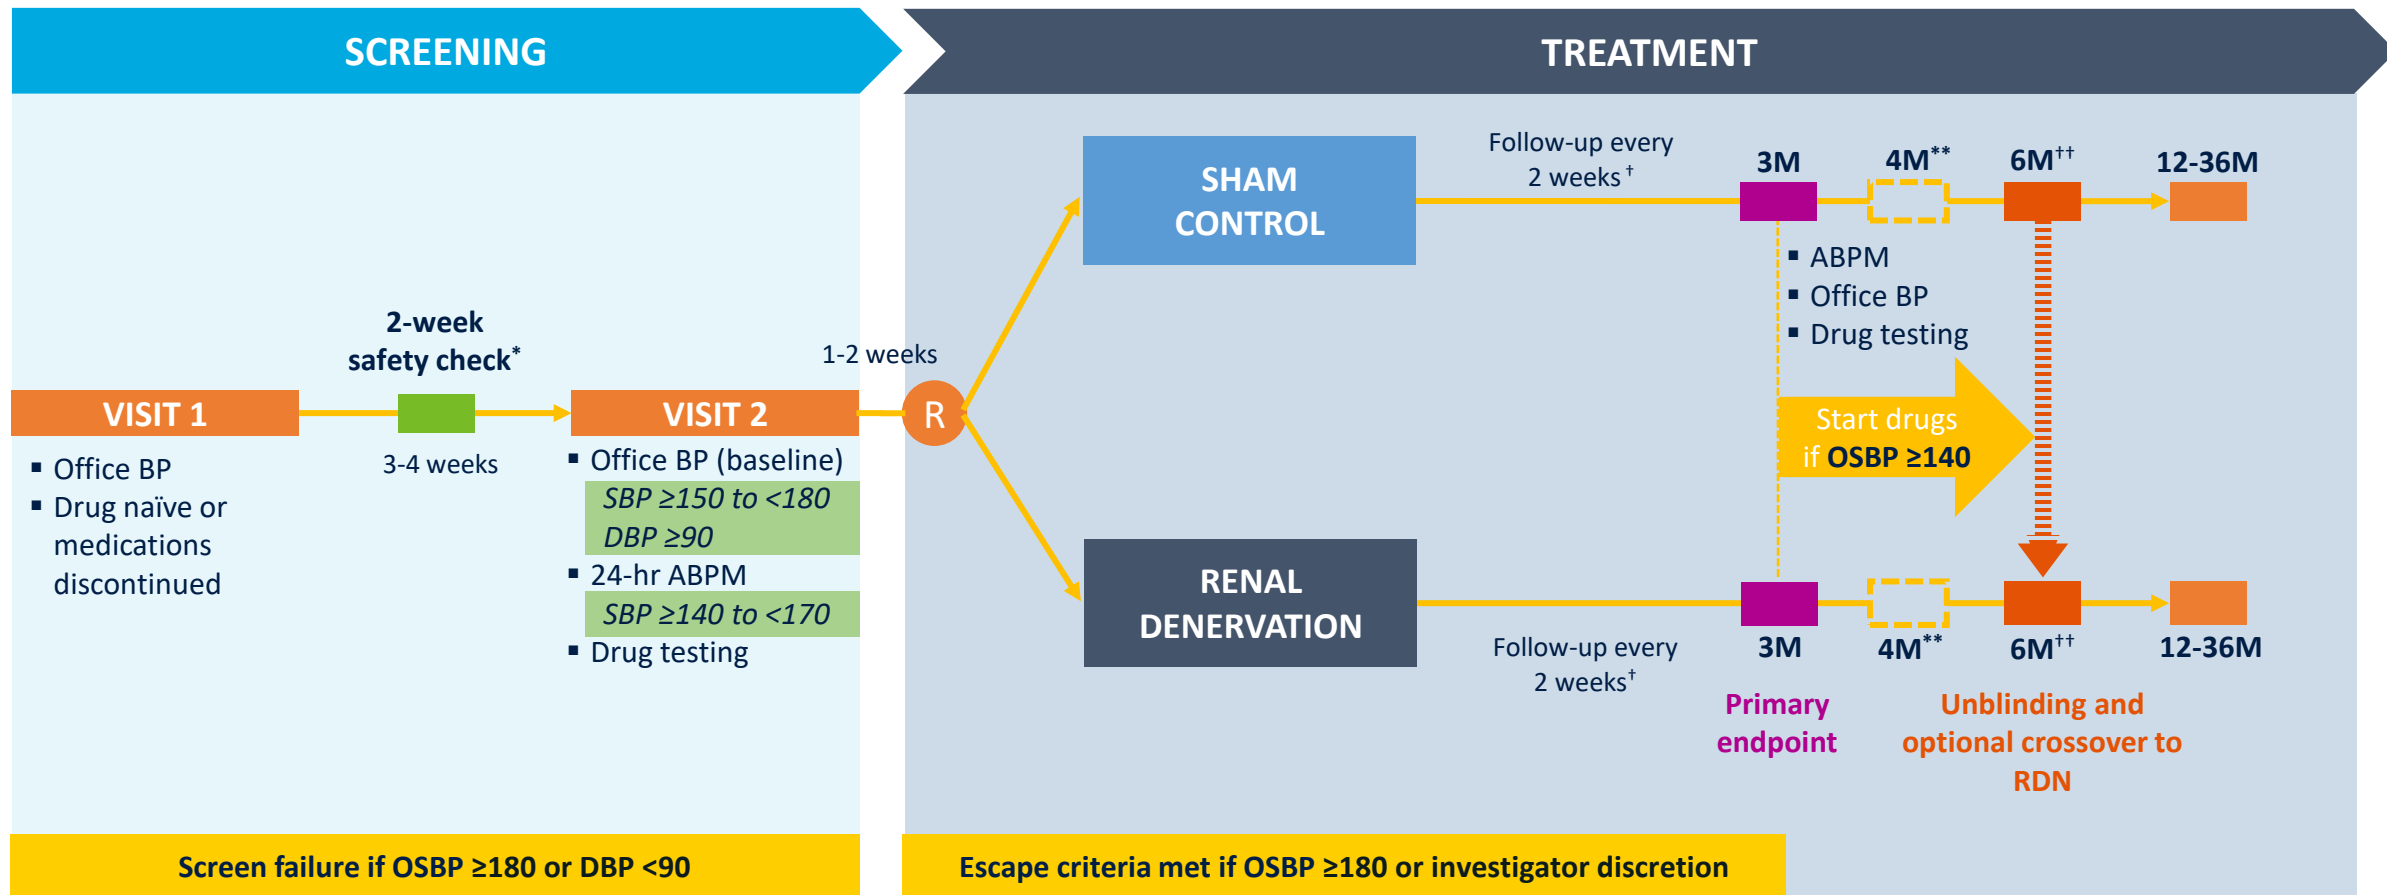 SCREENING
TREATMENT
2-week
safety check*
VISIT 1
▪ Office BP
▪ Drug naïve or
medications
discontinued
3-4 weeks
VISIT 2
▪ Office BP (baseline)
SBP ≥150 to <180
DBP ≥90
▪ 24-hr ABPM
SBP ≥140 to <170
▪ Drug testing
1-2 weeks
R
SHAM
CONTROL
Follow-up every
2 weeks †
3M
4M**
6M††
12-36M
▪ ABPM
▪ Office BP
▪ Drug testing
Start drugs
if OSBP ≥140
RENAL
DENERVATION
Follow-up every
2 weeks†
3M
4M**
6M††
12-36M
Primary
endpoint
Unblinding and
optional crossover to
RDN
Screen failure if OSBP ≥180 or DBP <90
Escape criteria met if OSBP ≥180 or investigator discretion